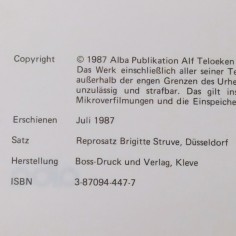 Copyright © 1987 Alba Publikation Alf Teloeken
Das Werk einschließlich aller seiner Te
außerhalb der engen Grenzen des Urhe
unzulässig und strafbar. Das gilt ins
Mikroverfilmungen und die Einspeiche
Erschienen Juli 1987
Satz Reprosatz Brigitte Struve, Düsseldorf
Herstellung Boss-Druck und Verlag, Kleve
ISBN 3-87094-447-7